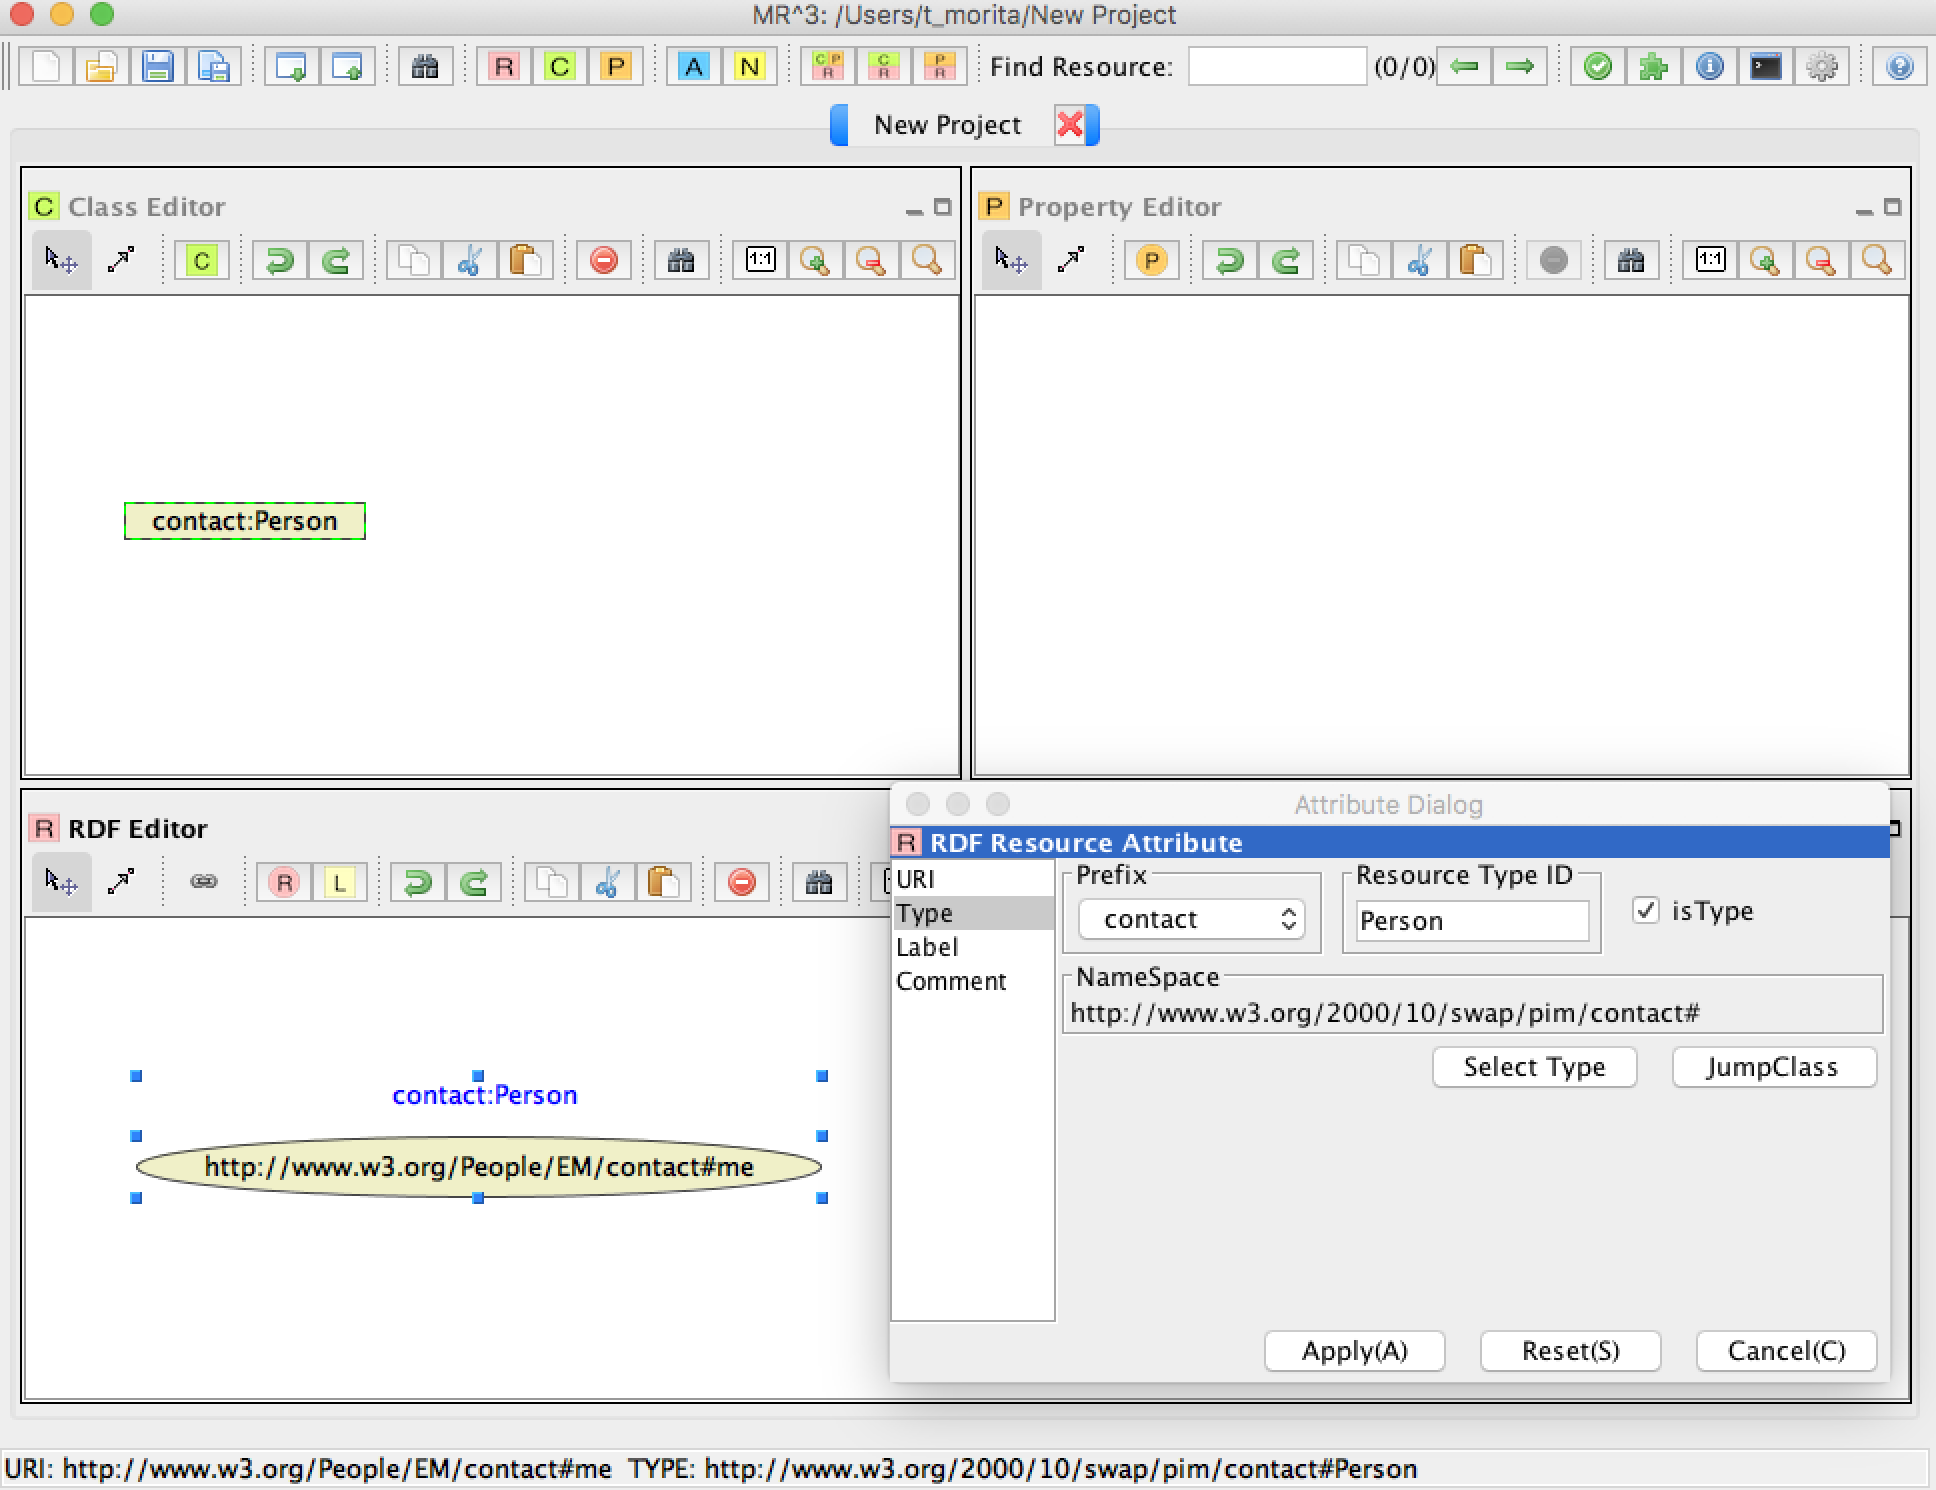 MR^3: /Users/t_morita/New Project
R C P A N C P R C R P R Find Resource: (0/0)
New Project
C Class Editor
C 1:1
contact:Person
P Property Editor
P 1:1
R RDF Editor
R L
contact:Person
http://www.w3.org/People/EM/contact#me
Attribute Dialog
R RDF Resource Attribute
URI
Type
Label
Comment
Prefix
contact
Resource Type ID
Person
isType
NameSpace
http://www.w3.org/2000/10/swap/pim/contact#
Select Type JumpClass
Apply(A) Reset(S) Cancel(C)
URI: http://www.w3.org/People/EM/contact#me TYPE: http://www.w3.org/2000/10/swap/pim/contact#Person